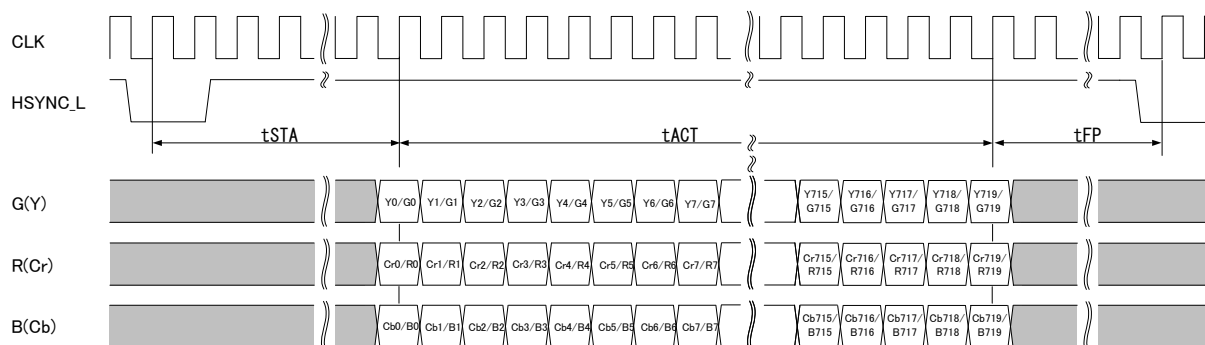 CLK
HSYNC_L
tSTA tACT tFP
G(Y) Y0/G0 Y1/G1 Y2/G2 Y3/G3 Y4/G4 Y5/G5 Y6/G6 Y7/G7 Y715/ Y716/ Y717/ Y718/ Y719/
G715 G716 G717 G718 G719
R(Cr) Cr0/R0 Cr1/R1 Cr2/R2 Cr3/R3 Cr4/R4 Cr5/R5 Cr6/R6 Cr7/R7 Cr715/ Cr716/ Cr717/ Cr718/ Cr719/
R715 R716 R717 R718 R719
B(Cb) Cb0/B0 Cb1/B1 Cb2/B2 Cb3/B3 Cb4/B4 Cb5/B5 Cb6/B6 Cb7/B7 Cb715/ Cb716/ Cb717/ Cb718/ Cb719/
B715 B716 B717 B718 B719